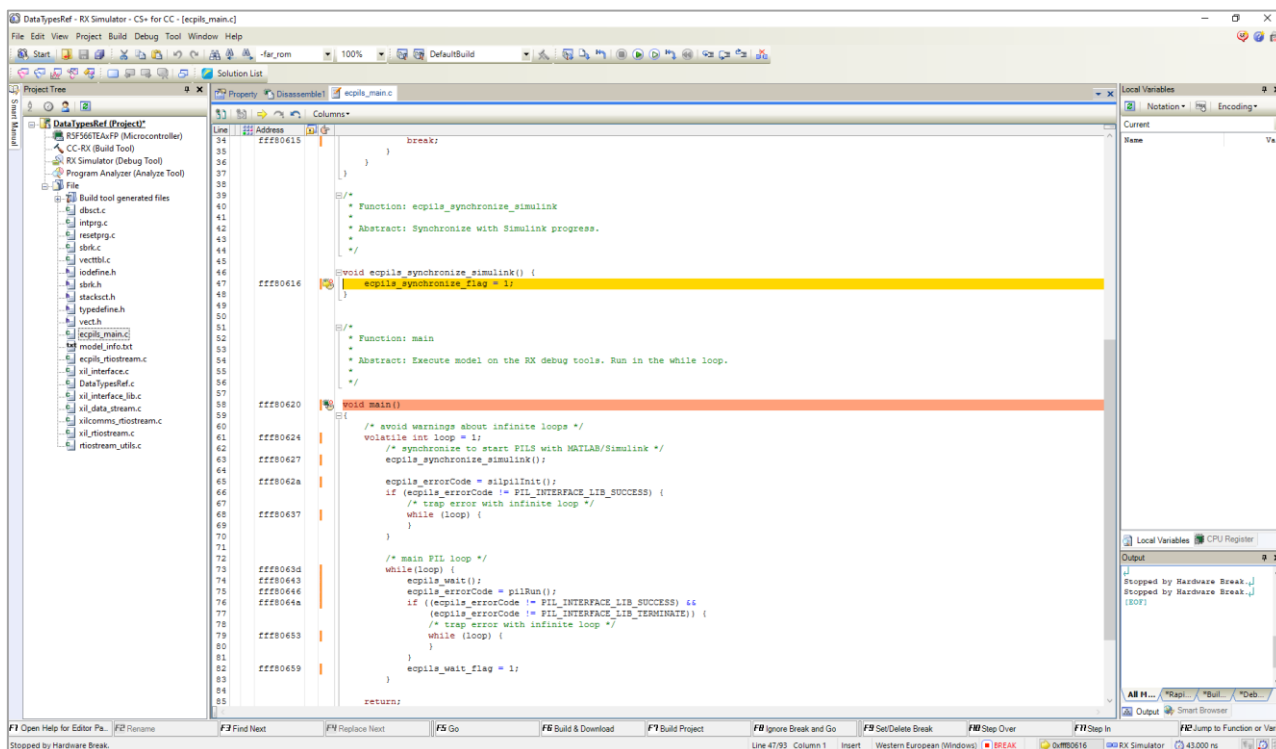 DataTypesRef - RX Simulator - CS+ for CC - [ecpils_main.c]
File Edit View Project Build Debug Tool Window Help
Start -far_rom 100% DefaultBuild
Solution List
Smart Manual
Project Tree
DataTypesRef (Project)*
R5F566TEAxFP (Microcontroller)
CC-RX (Build Tool)
RX Simulator (Debug Tool)
Program Analyzer (Analyze Tool)
File
Build tool generated files
dbsct.c
intprg.c
resetprg.c
sbrk.c
vecttbl.c
iodefine.h
sbrk.h
stacksct.h
typedefine.h
vect.h
ecpils_main.c
model_info.txt
ecpils_rtiostream.c
xil_interface.c
DataTypesRef.c
xil_interface_lib.c
xil_data_stream.c
xilcomms_rtiostream.c
xil_rtiostream.c
rtiostream_utils.c
Property Disassemble1 ecpils_main.c
Columns
Line Address
34 fff80615 break;
35 }
36 }
37 }
38
39 /*
40 * Function: ecpils_synchronize_simulink
41 *
42 * Abstract: Synchronize with Simulink progress.
43 *
44 */
45
46 void ecpils_synchronize_simulink() {
47 fff80616 ecpils_synchronize_flag = 1;
48 }
49
50
51 /*
52 * Function: main
53 *
54 * Abstract: Execute model on the RX debug tools. Run in the while loop.
55 *
56 */
57
58 fff80620 void main()
59 {
60 /* avoid warnings about infinite loops */
61 fff80624 volatile int loop = 1;
62 /* synchronize to start PILS with MATLAB/Simulink */
63 fff80627 ecpils_synchronize_simulink();
64
65 fff8062a ecpils_errorCode = silpilInit();
66 if (ecpils_errorCode != PIL_INTERFACE_LIB_SUCCESS) {
67 /* trap error with infinite loop */
68 fff80637 while (loop) {
69 }
70 }
71
72 /* main PIL loop */
73 fff8063d while(loop) {
74 fff80643 ecpils_wait();
75 fff80646 ecpils_errorCode = pilRun();
76 fff8064a if ((ecpils_errorCode != PIL_INTERFACE_LIB_SUCCESS) &&
77 (ecpils_errorCode != PIL_INTERFACE_LIB_TERMINATE)) {
78 /* trap error with infinite loop */
79 fff80653 while (loop) {
80 }
81 }
82 fff80659 ecpils_wait_flag = 1;
83 }
84
85 return;
Local Variables
Notation Encoding
Current
Name Va
Local Variables CPU Register
Output
Stopped by Hardware Break.
Stopped by Hardware Break.
[EOF]
All M... *Rapi... *Buil... *Deb...
Output Smart Browser
F1 Open Help for Editor Pa... F2 Rename F3 Find Next F4 Replace Next F5 Go F6 Build & Download F7 Build Project F8 Ignore Break and Go F9 Set/Delete Break F10 Step Over F11 Step In F12 Jump to Function or Var
Stopped by Hardware Break. Line 47/93 Column 1 Insert Western European (Windows) BREAK 0xfff80616 RX Simulator 43.000 ns